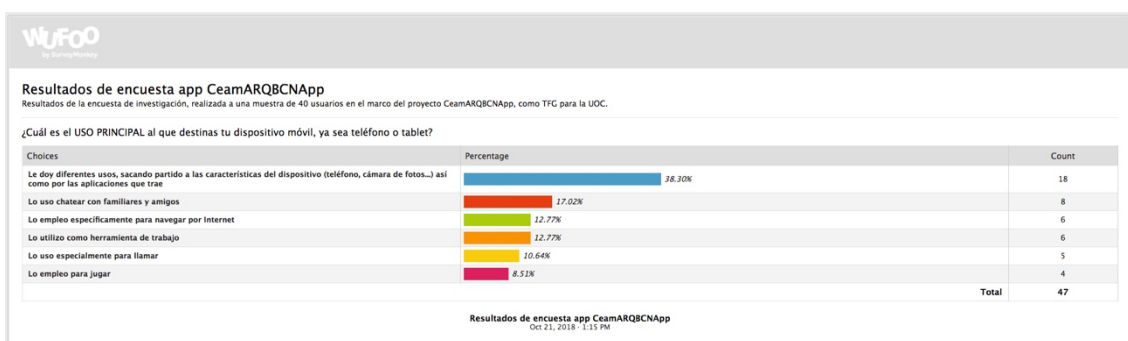 WUFOO
by SurveyMonkey
Resultados de encuesta app CeamARQBCNApp
Resultados de la encuesta de investigación, realizada a una muestra de 40 usuarios en el marco del proyecto CeamARQBCNApp, como TFG para la UOC.
¿Cuál es el USO PRINCIPAL al que destinas tu dispositivo móvil, ya sea teléfono o tablet?
Choices Percentage Count
Le doy diferentes usos, sacando partido a las características del dispositivo (teléfono, cámara de fotos...) así
como por las aplicaciones que trae 38.30% 18
Lo uso chatear con familiares y amigos 17.02% 8
Lo empleo específicamente para navegar por Internet 12.77% 6
Lo utilizo como herramienta de trabajo 12.77% 6
Lo uso especialmente para llamar 10.64% 5
Lo empleo para jugar 8.51% 4
Total 47
Resultados de encuesta app CeamARQBCNApp
Oct 21, 2018 - 1:15 PM